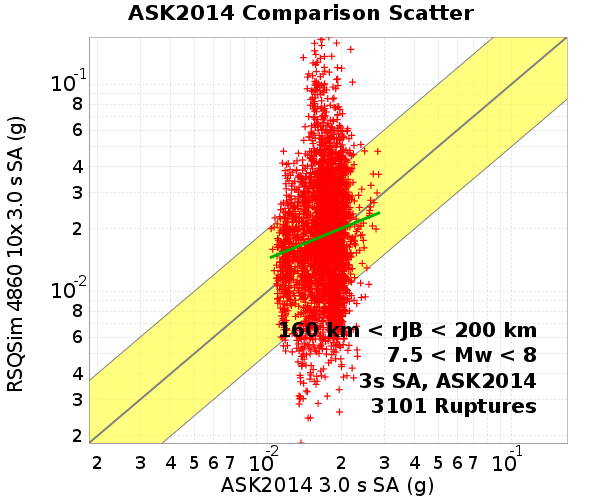 ASK2014 Comparison Scatter
RSQSim 4860 10x 3.0 s SA (g)
10-1
8
6
4
3
2
10-2
8
6
4
3
2
160 km < rJB < 200 km
7.5 < Mw < 8
3s SA, ASK2014
3101 Ruptures
2 3 4 5 6 7 10-2 2 3 4 5 6 7 10-1
ASK2014 3.0 s SA (g)